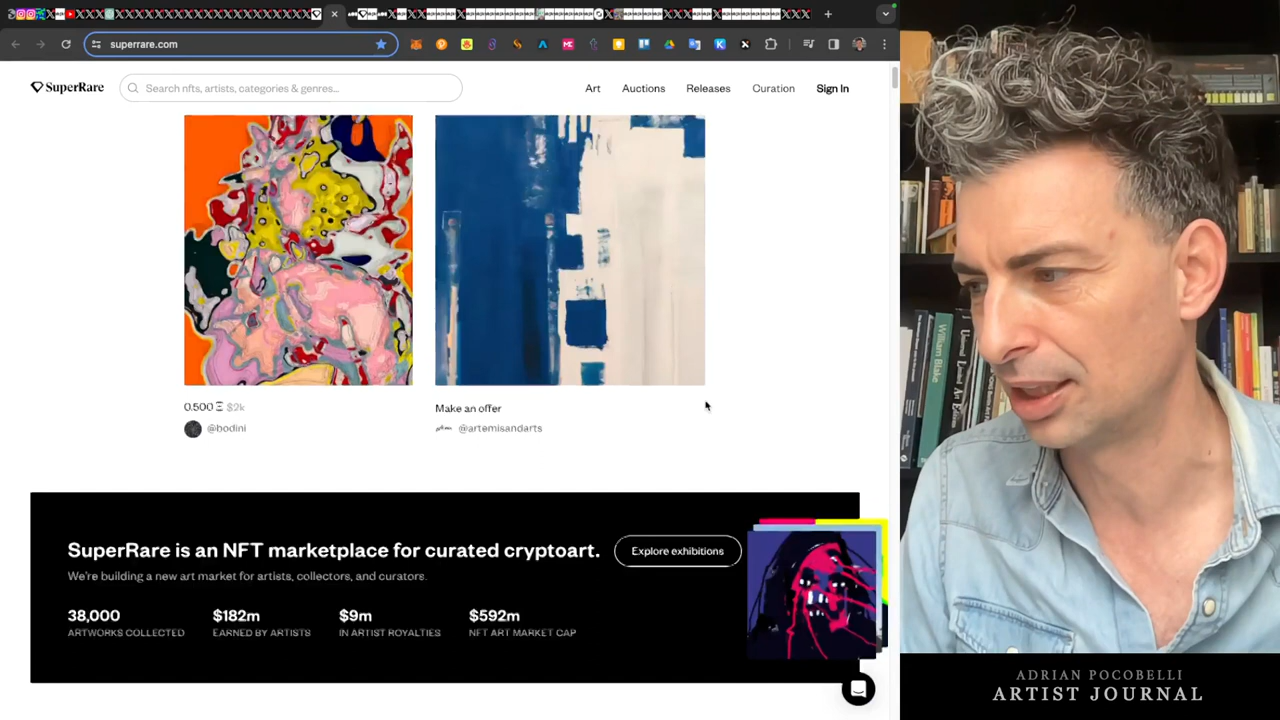 superrare.com
SuperRare
Search nfts, artists, categories & genres...
Art
Auctions
Releases
Curation
Sign In
0.500 Ξ $2k
@bodini
Make an offer
@artemisandarts
SuperRare is an NFT marketplace for curated cryptoart.
We're building a new art market for artists, collectors, and curators.
Explore exhibitions
38,000
ARTWORKS COLLECTED
$182m
EARNED BY ARTISTS
$9m
IN ARTIST ROYALTIES
$592m
NFT ART MARKET CAP
William Blake
ADRIAN POCOBELLI
ARTIST JOURNAL